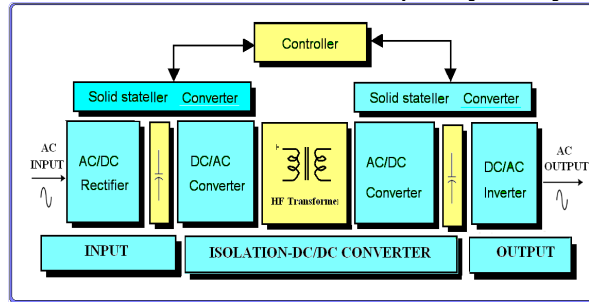 Controller
Solid stateller Converter
Solid stateller Converter
AC
INPUT
AC/DC
Rectifier
DC/AC
Converter
HF Transforme
AC/DC
Converter
DC/AC
Inverter
AC
OUTPUT
INPUT
ISOLATION-DC/DC CONVERTER
OUTPUT